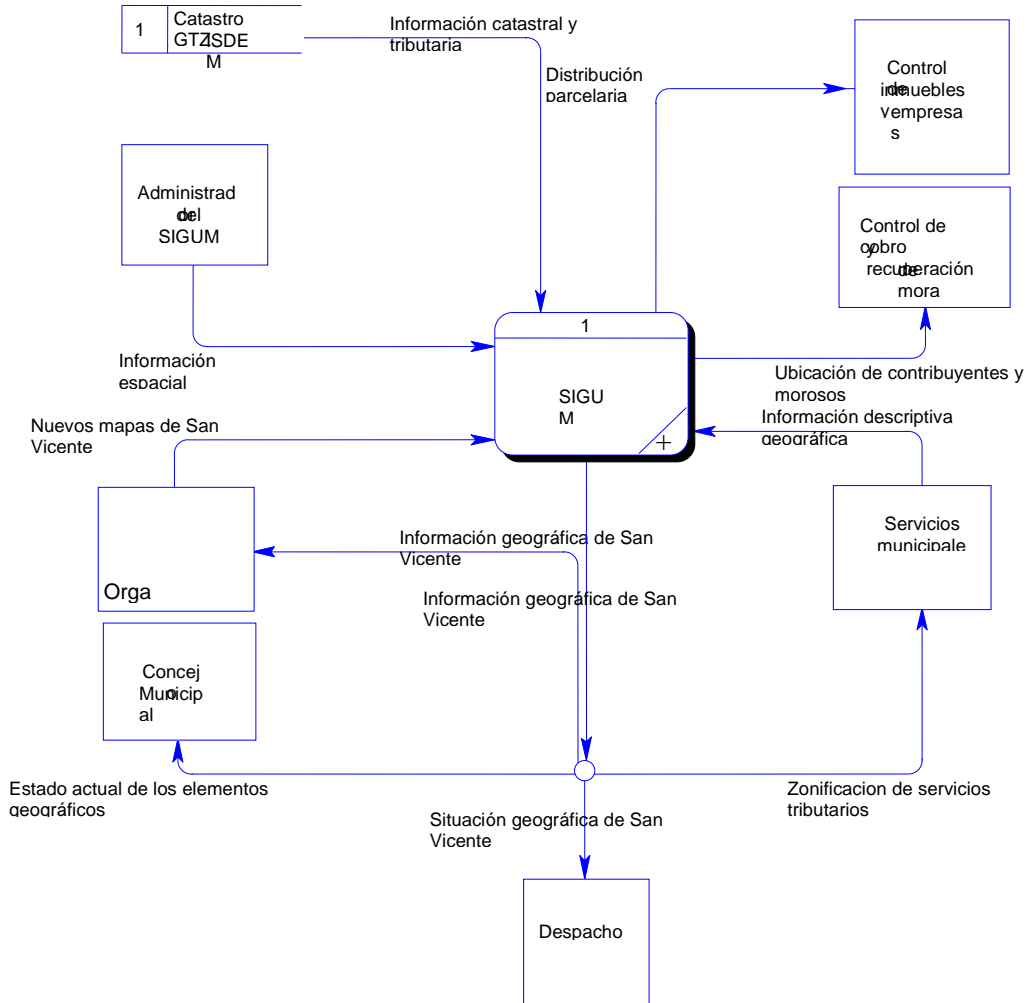 1
Catastro
GTZ ISDE
M
Información catastral y
tributaria
Distribución
parcelaria
Control
de
inmuebles
y empresa
s
Administrad
or del
SIGUM
Control de
cobro
y
recuperación
de
mora
1
SIGU
M
+
Información
espacial
Ubicación de contribuyentes y
morosos
Información descriptiva
geográfica
Nuevos mapas de San
Vicente
Servicios
municipale
Información geográfica de San
Vicente
Orga
Información geográfica de San
Vicente
Concej
o
Municip
al
Estado actual de los elementos
geográficos
Zonificacion de servicios
tributarios
Situación geográfica de San
Vicente
Despacho